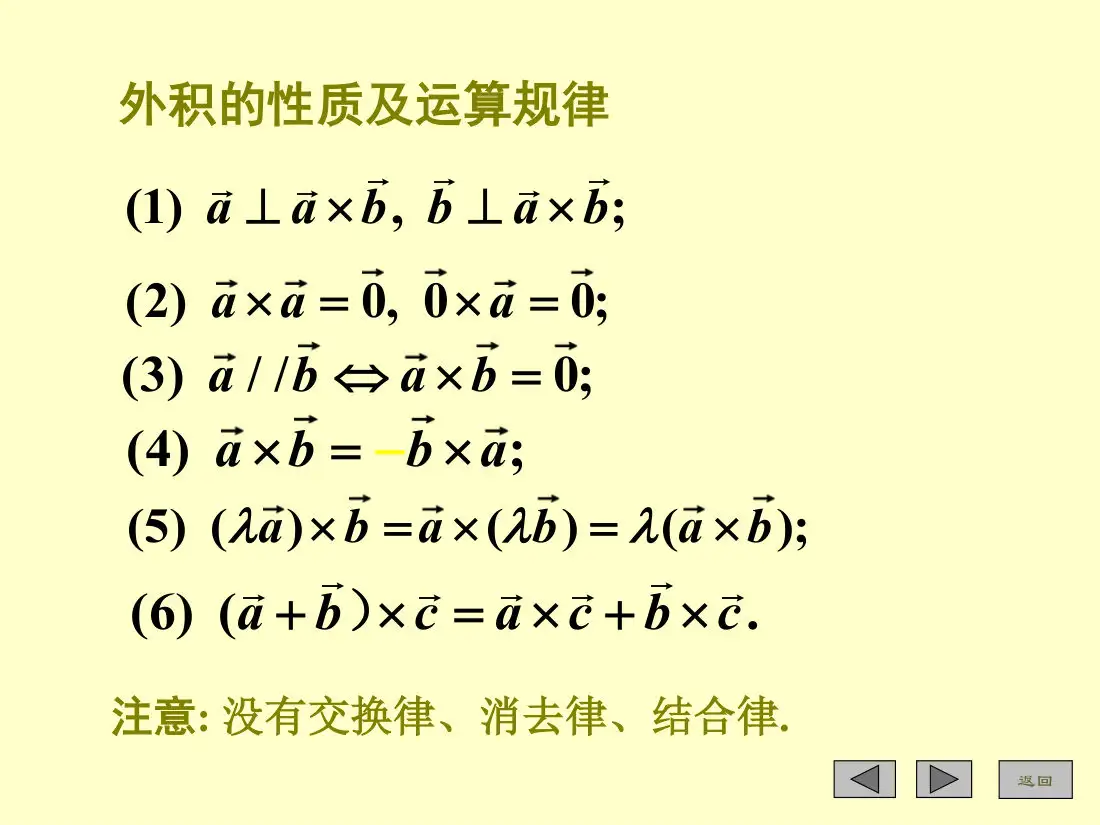 外积的性质及运算规律
(1) a⃗ ⊥ a⃗ × b⃗, b⃗ ⊥ a⃗ × b⃗;
(2) a⃗ × a⃗ = 0⃗, 0⃗ × a⃗ = 0⃗;
(3) a⃗ // b⃗ ⇔ a⃗ × b⃗ = 0⃗;
(4) a⃗ × b⃗ = −b⃗ × a⃗;
(5) (λa⃗) × b⃗ = a⃗ × (λb⃗) = λ(a⃗ × b⃗);
(6) (a⃗ + b⃗）× c⃗ = a⃗ × c⃗ + b⃗ × c⃗.
注意: 没有交换律、消去律、结合律.
返回